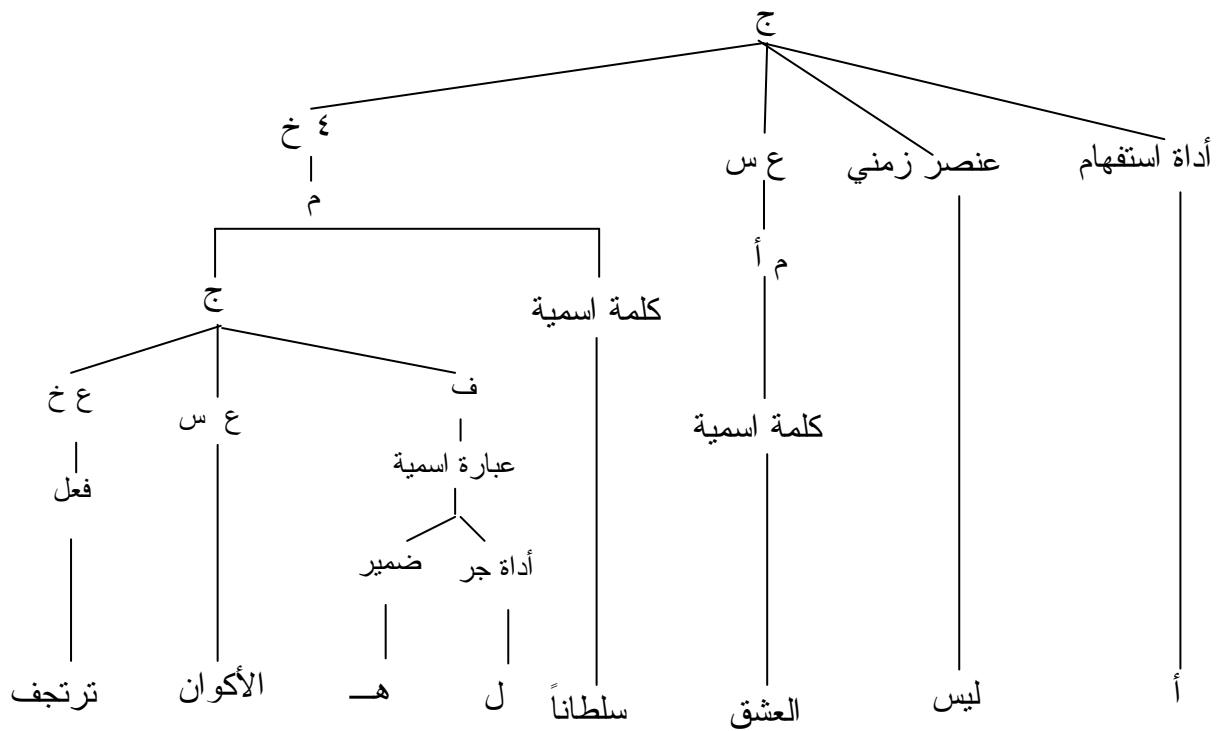 ج
أداة استفهام عنصر زمني ع س ٤ خ
م أ م
كلمة اسمية ج
كلمة اسمية ف ع س ع خ
عبارة اسمية فعل
أداة جر ضمير
أ ليس العشق سلطاناً ل هـ الأكوان ترتجف